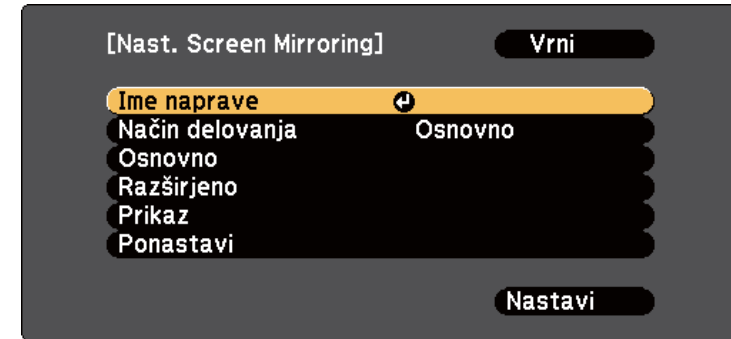 [Nast. Screen Mirroring] Vrni
Ime naprave
Način delovanja Osnovno
Osnovno
Razširjeno
Prikaz
Ponastavi
Nastavi